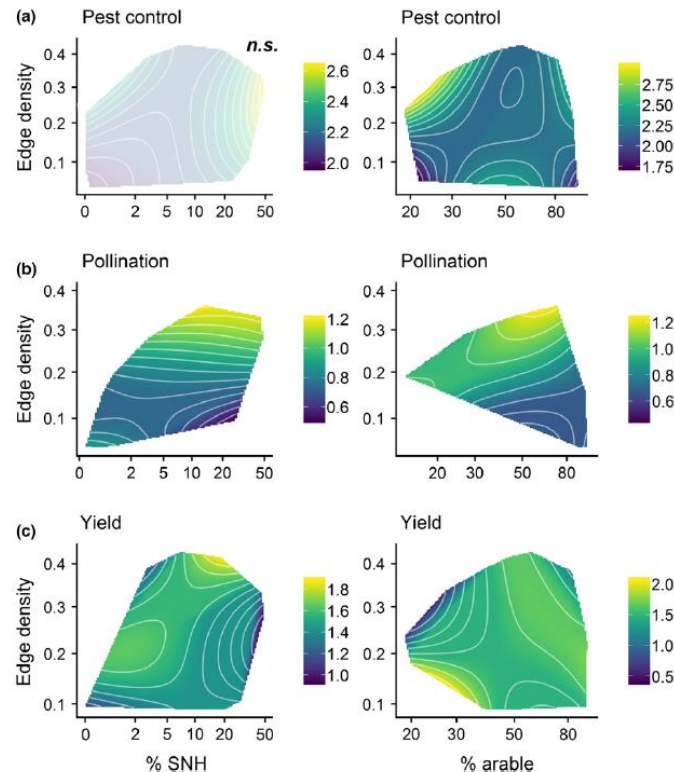 (a) Pest control Pest control
n.s.
Edge density
0.4 0.3 0.2 0.1
0 2 5 10 20 50
2.6 2.4 2.2 2.0
0.4 0.3 0.2 0.1
20 30 50 80
2.75 2.50 2.25 2.00 1.75
(b) Pollination Pollination
Edge density
0.4 0.3 0.2 0.1
0 2 5 10 20 50
1.2 1.0 0.8 0.6
0.4 0.3 0.2 0.1
20 30 50 80
1.2 1.0 0.8 0.6
(c) Yield Yield
Edge density
0.4 0.3 0.2 0.1
0 2 5 10 20 50
1.8 1.6 1.4 1.2 1.0
0.4 0.3 0.2 0.1
20 30 50 80
2.0 1.5 1.0 0.5
% SNH % arable